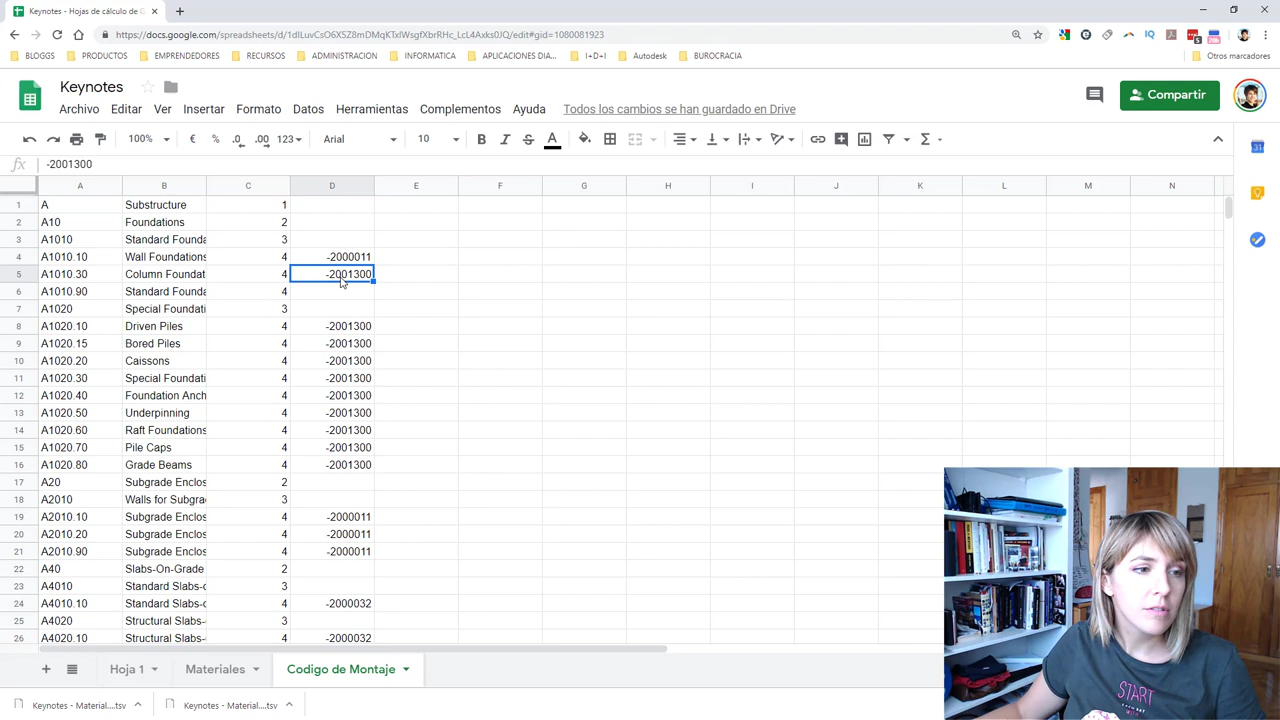 Keynotes - Hojas de cálculo de G
https://docs.google.com/spreadsheets/d/1dILuvCsO6X5Z8mDMqKTxlWsgfXbrRHc_LcL4Axks0JQ/edit#gid=1080081923
BLOGGS PRODUCTOS EMPRENDEDORES RECURSOS ADMINISTRACION INFORMATICA APLICACIONES DIA... I+D+I Autodesk BUROCRACIA Otros marcadores
Keynotes
Compartir
Archivo Editar Ver Insertar Formato Datos Herramientas Complementos Ayuda Todos los cambios se han guardado en Drive
100% € % .0 .00 123 Arial 10 B I S A Σ
fx -2001300
A B C D E F G H I J K L M N
1 A Substructure 1
2 A10 Foundations 2
3 A1010 Standard Founda 3
4 A1010.10 Wall Foundations 4 -2000011
5 A1010.30 Column Foundat 4 -2001300
6 A1010.90 Standard Founda 4
7 A1020 Special Foundati 3
8 A1020.10 Driven Piles 4 -2001300
9 A1020.15 Bored Piles 4 -2001300
10 A1020.20 Caissons 4 -2001300
11 A1020.30 Special Foundati 4 -2001300
12 A1020.40 Foundation Anch 4 -2001300
13 A1020.50 Underpinning 4 -2001300
14 A1020.60 Raft Foundations 4 -2001300
15 A1020.70 Pile Caps 4 -2001300
16 A1020.80 Grade Beams 4 -2001300
17 A20 Subgrade Enclos 2
18 A2010 Walls for Subgra 3
19 A2010.10 Subgrade Enclos 4 -2000011
20 A2010.20 Subgrade Enclos 4 -2000011
21 A2010.90 Subgrade Enclos 4 -2000011
22 A40 Slabs-On-Grade 2
23 A4010 Standard Slabs-o 3
24 A4010.10 Standard Slabs-o 4 -2000032
25 A4020 Structural Slabs- 3
26 A4020.10 Structural Slabs- 4 -2000032
START
Hoja 1 Materiales Codigo de Montaje
Keynotes - Material....tsv Keynotes - Material....tsv